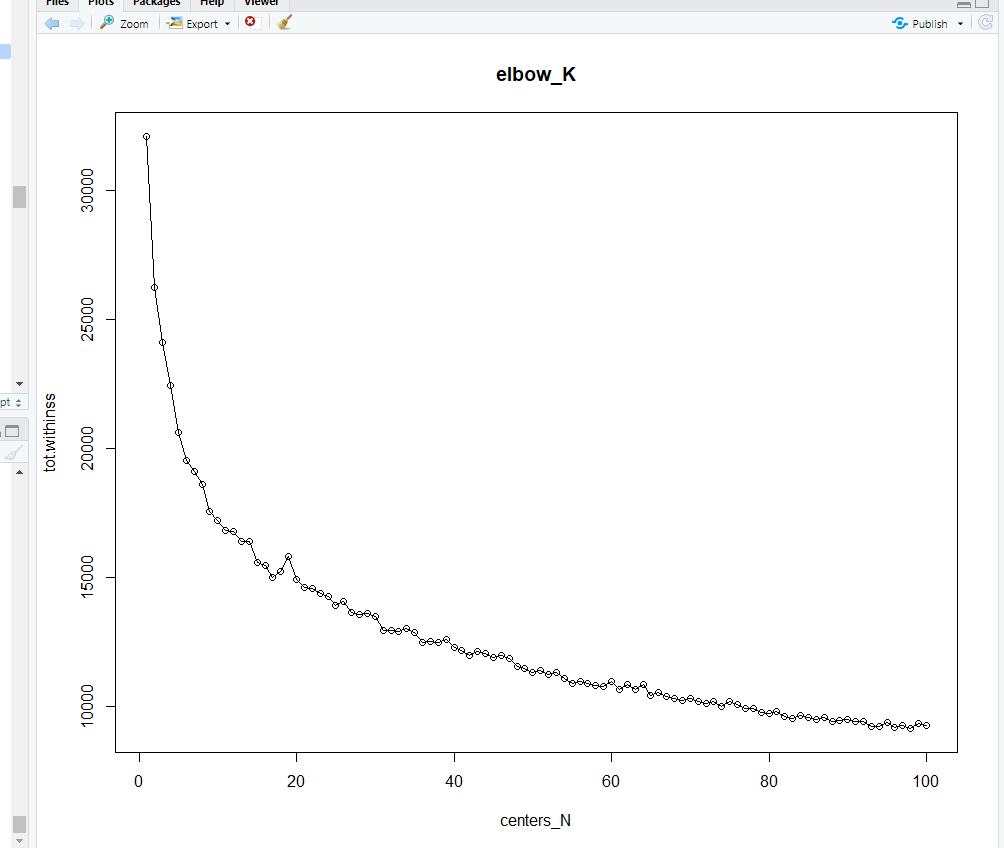 Files Plots Packages Help Viewer
Zoom Export Publish
elbow_K
tot.withinss
30000
25000
20000
15000
10000
0 20 40 60 80 100
centers_N
pt